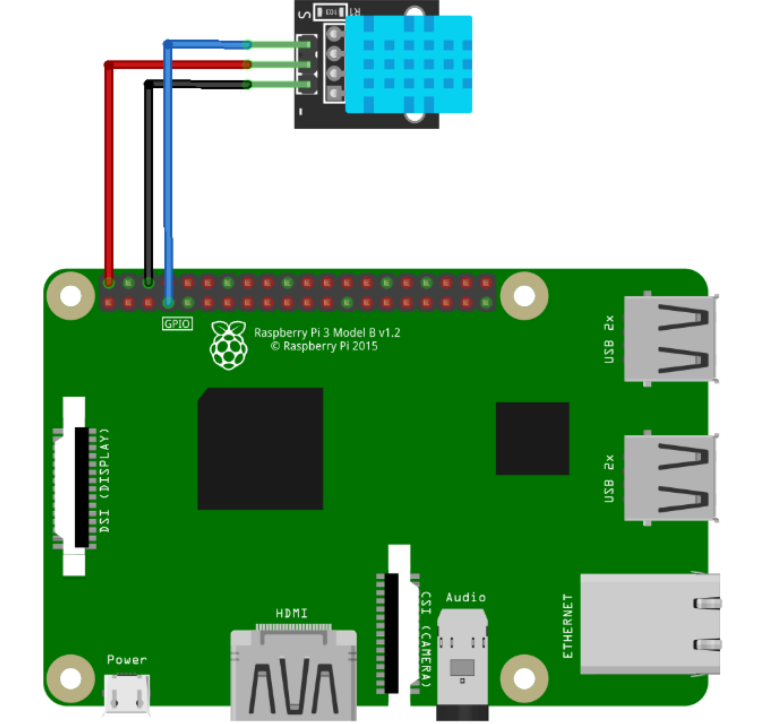 S
103
R1
-
GPIO
Raspberry Pi 3 Model B v1.2
© Raspberry Pi 2015
USB 2x
DSI (DISPLAY)
USB 2x
Audio
ETHERNET
HDMI
CSI (CAMERA)
Power